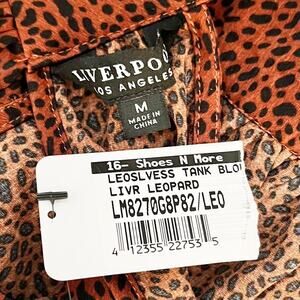 LIVERPOO
LOS ANGELES
M
MADE IN
CHINA
16- Shoes N More
LEOSLVESS TANK BLO
LIVR LEOPARD
LM8270G8P82/LEO
4 12355 22753 5